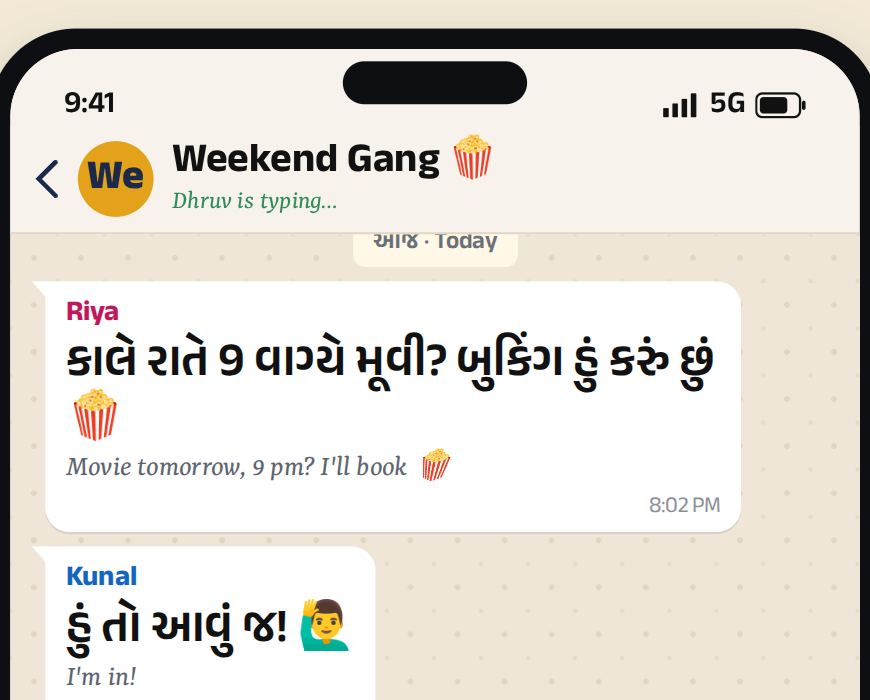 9:41 5G
We
Weekend Gang 🍿
Dhruv is typing...
આજ · Today
Riya
કાલે રાતે 9 વાગ્યે મૂવી? બુકિંગ હું કરું છું
🍿
Movie tomorrow, 9 pm? I'll book 🍿
8:02 PM
Kunal
હું તો આવું જ! 🙋‍♂️
I'm in!